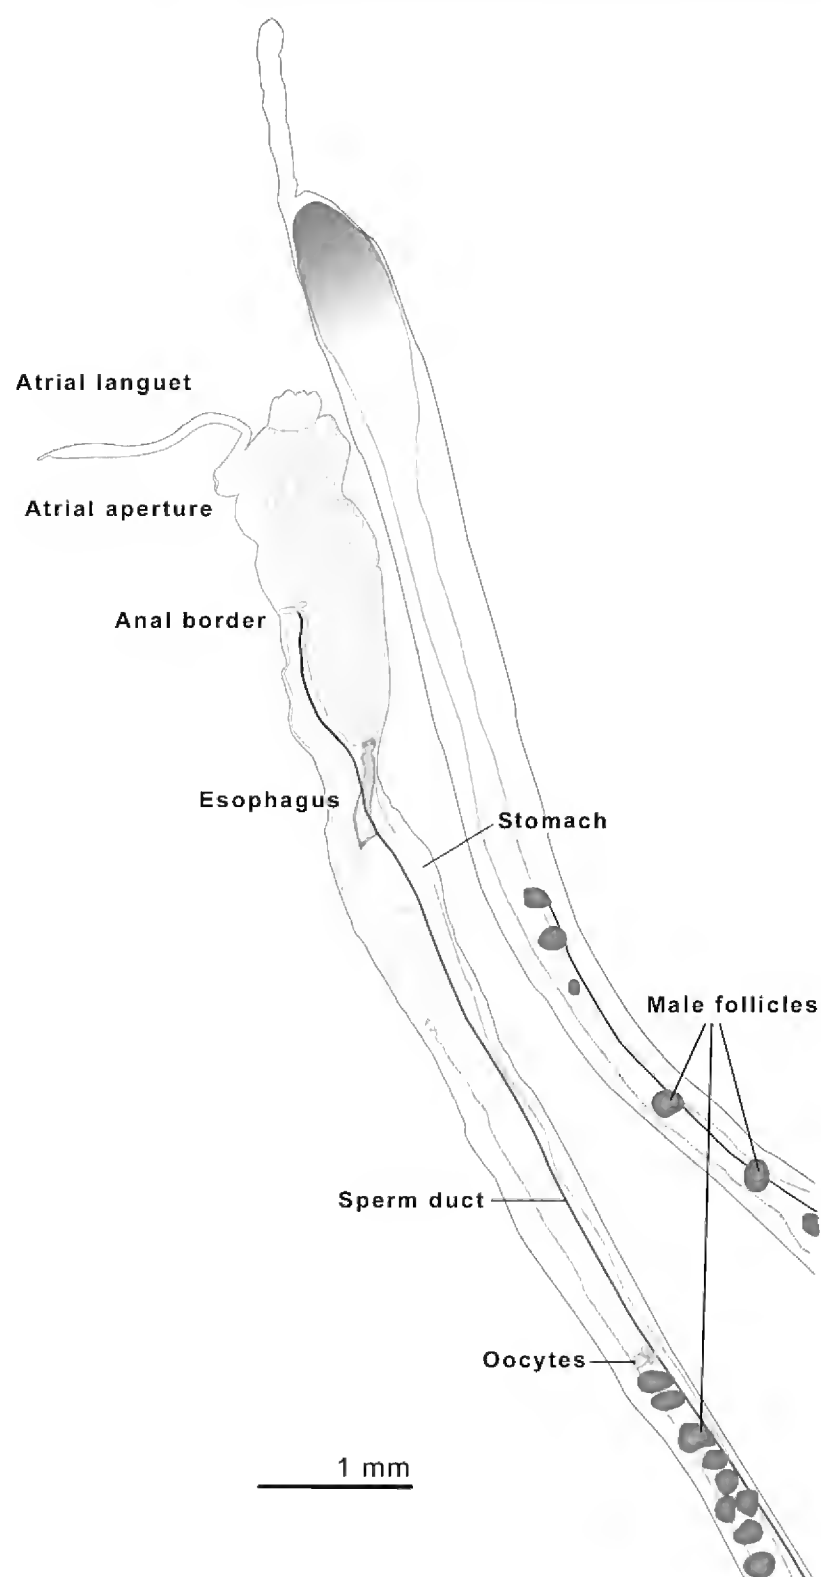 Atrial languet
Atrial aperture
Anal border
Esophagus
Stomach
Male follicles
Sperm duct
Oocytes
1 mm